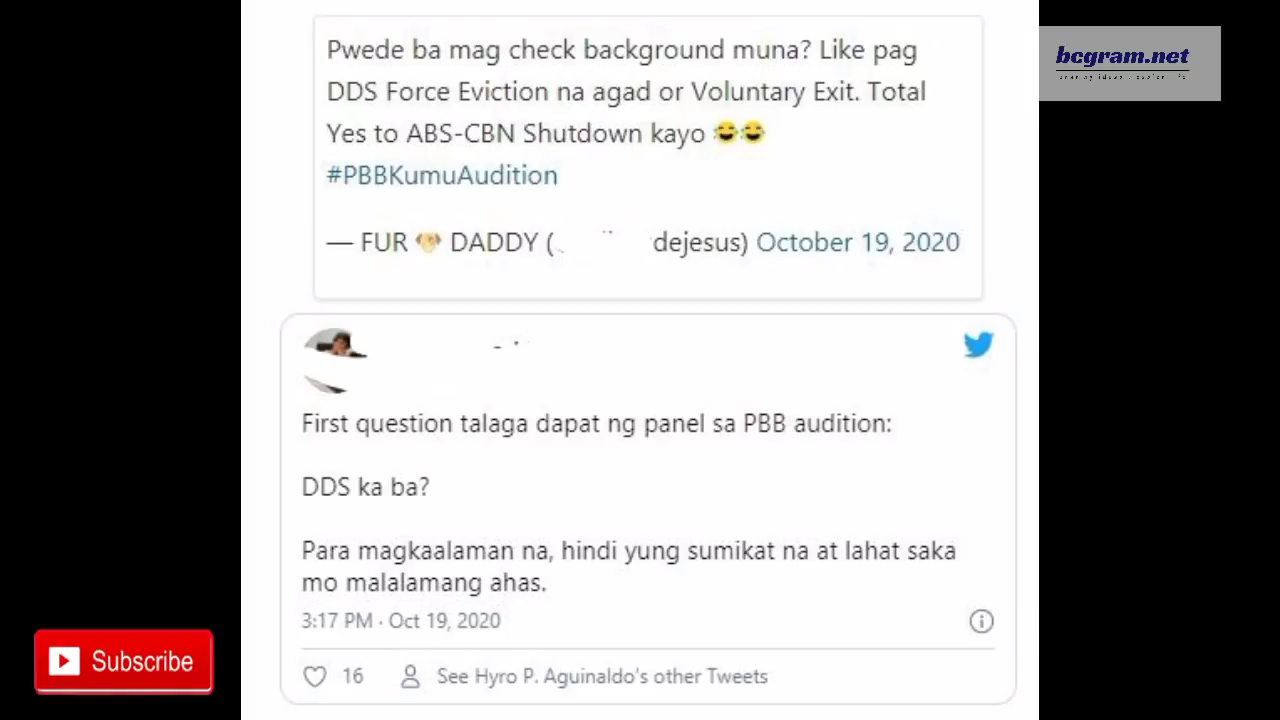 Pwede ba mag check background muna? Like pag
DDS Force Eviction na agad or Voluntary Exit. Total
Yes to ABS-CBN Shutdown kayo 😂😂
#PBBKumuAudition
— FUR DADDY ( dejesus) October 19, 2020
bcgram.net
First question talaga dapat ng panel sa PBB audition:
DDS ka ba?
Para magkaalaman na, hindi yung sumikat na at lahat saka
mo malalamang ahas.
3:17 PM · Oct 19, 2020
16 See Hyro P. Aguinaldo's other Tweets
Subscribe